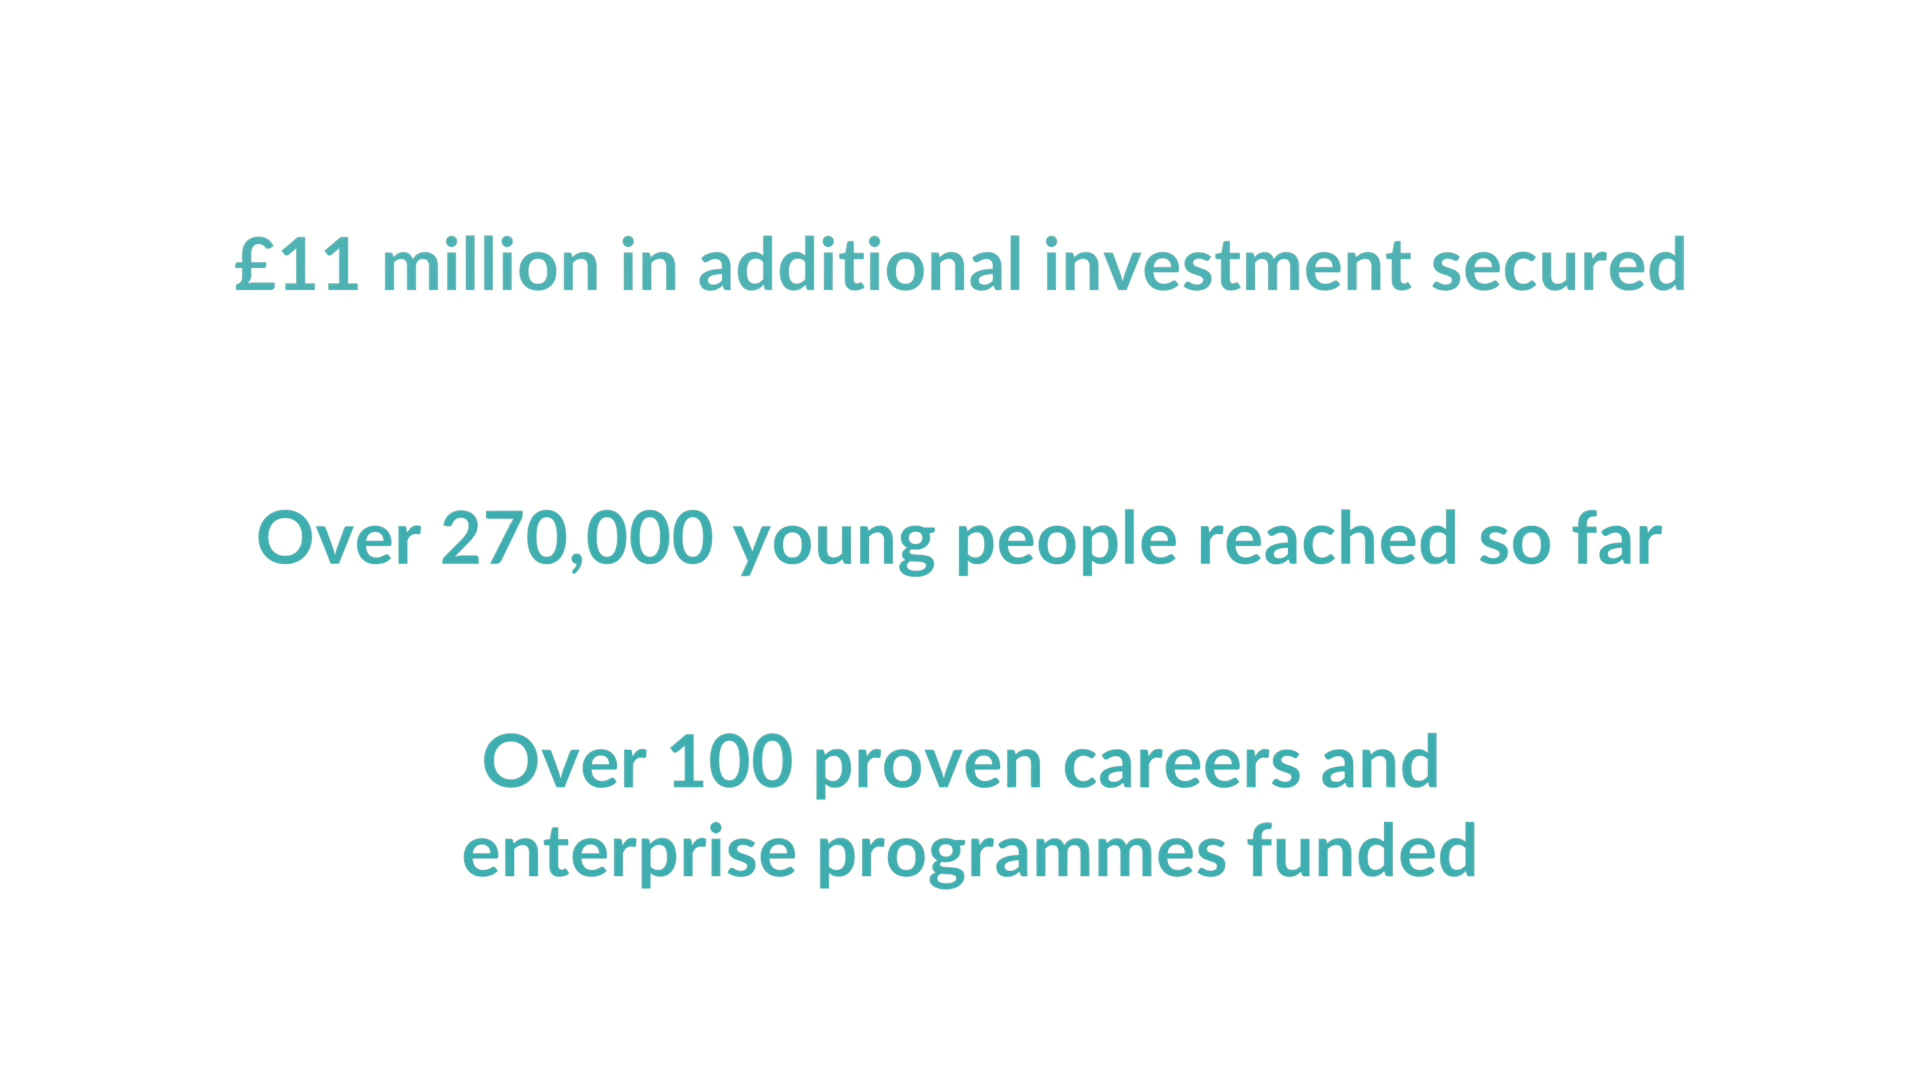 £11 million in additional investment secured
Over 270,000 young people reached so far
Over 100 proven careers and
enterprise programmes funded